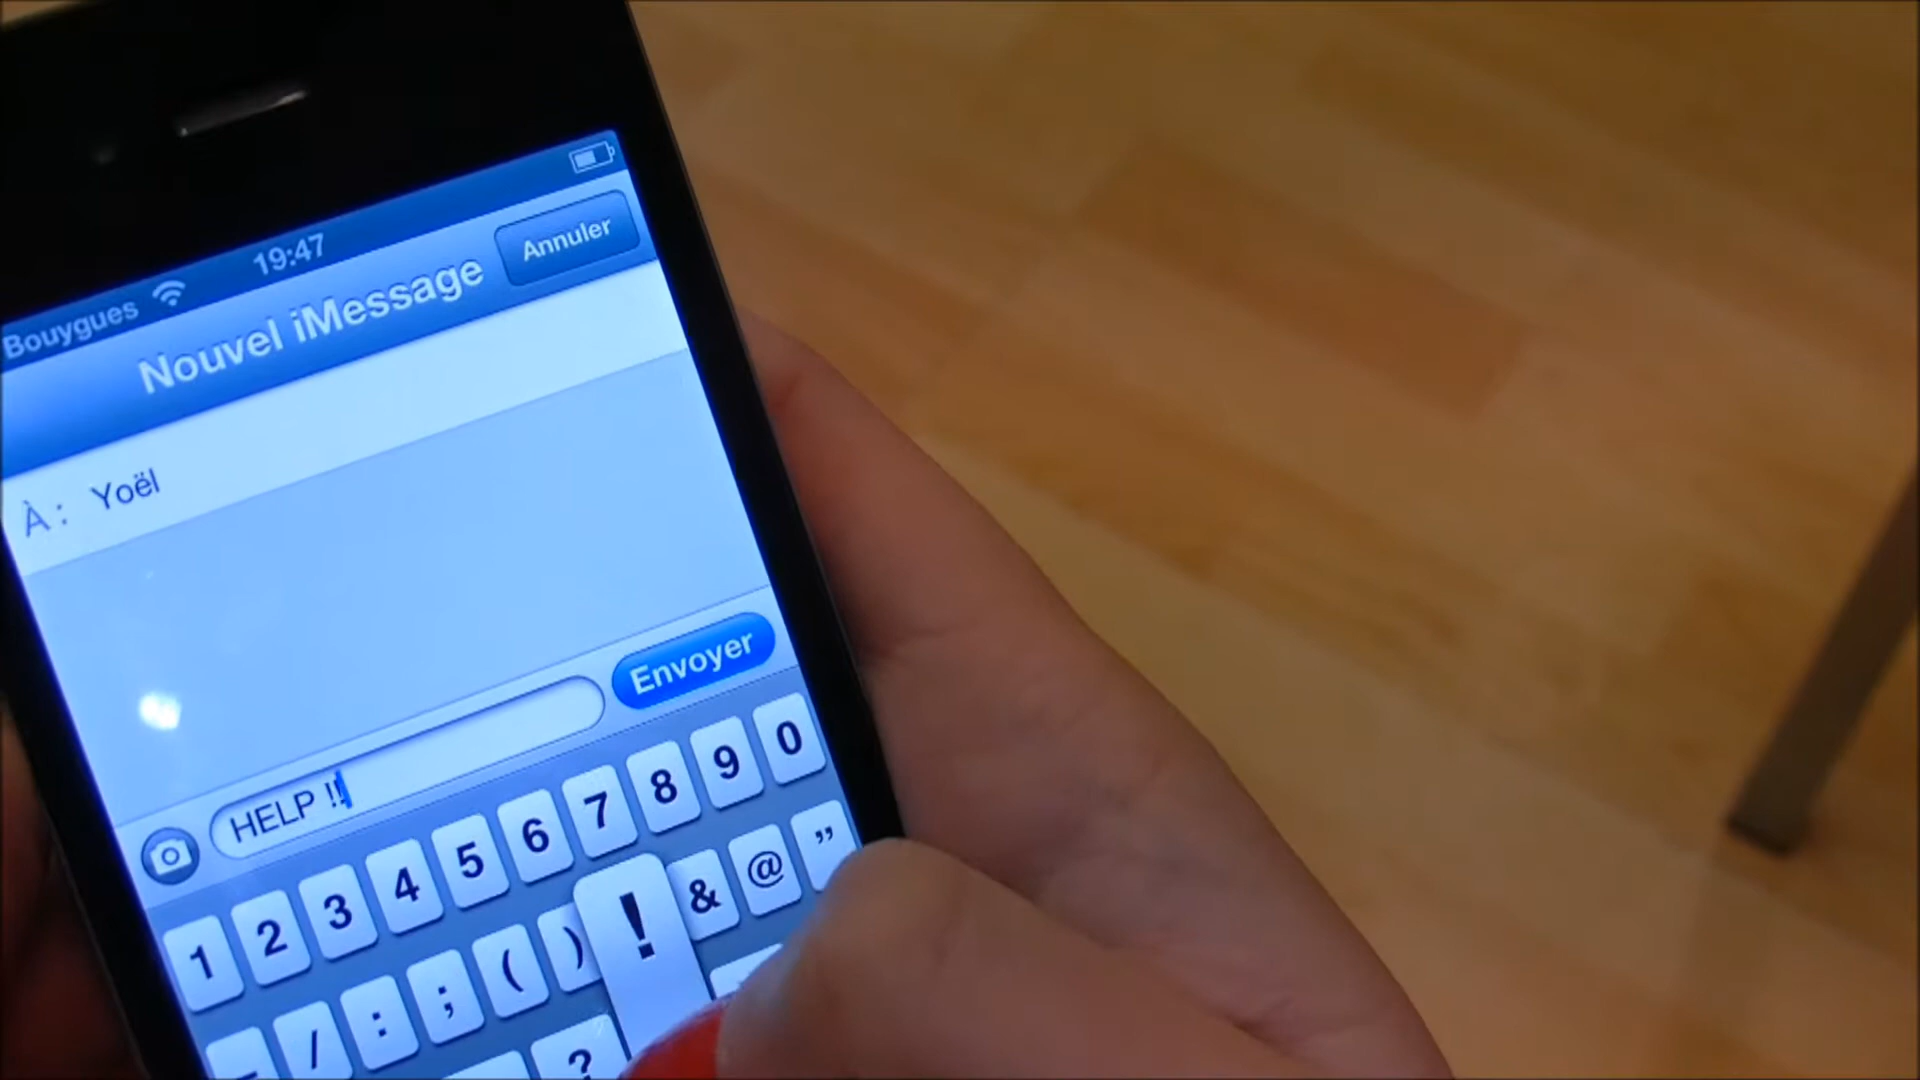 Bouygues 19:47
Nouvel iMessage Annuler
À : Yoël
HELP !! Envoyer
1 2 3 4 5 6 7 8 9 0
- / : ; ( ) ! & @ ”
?